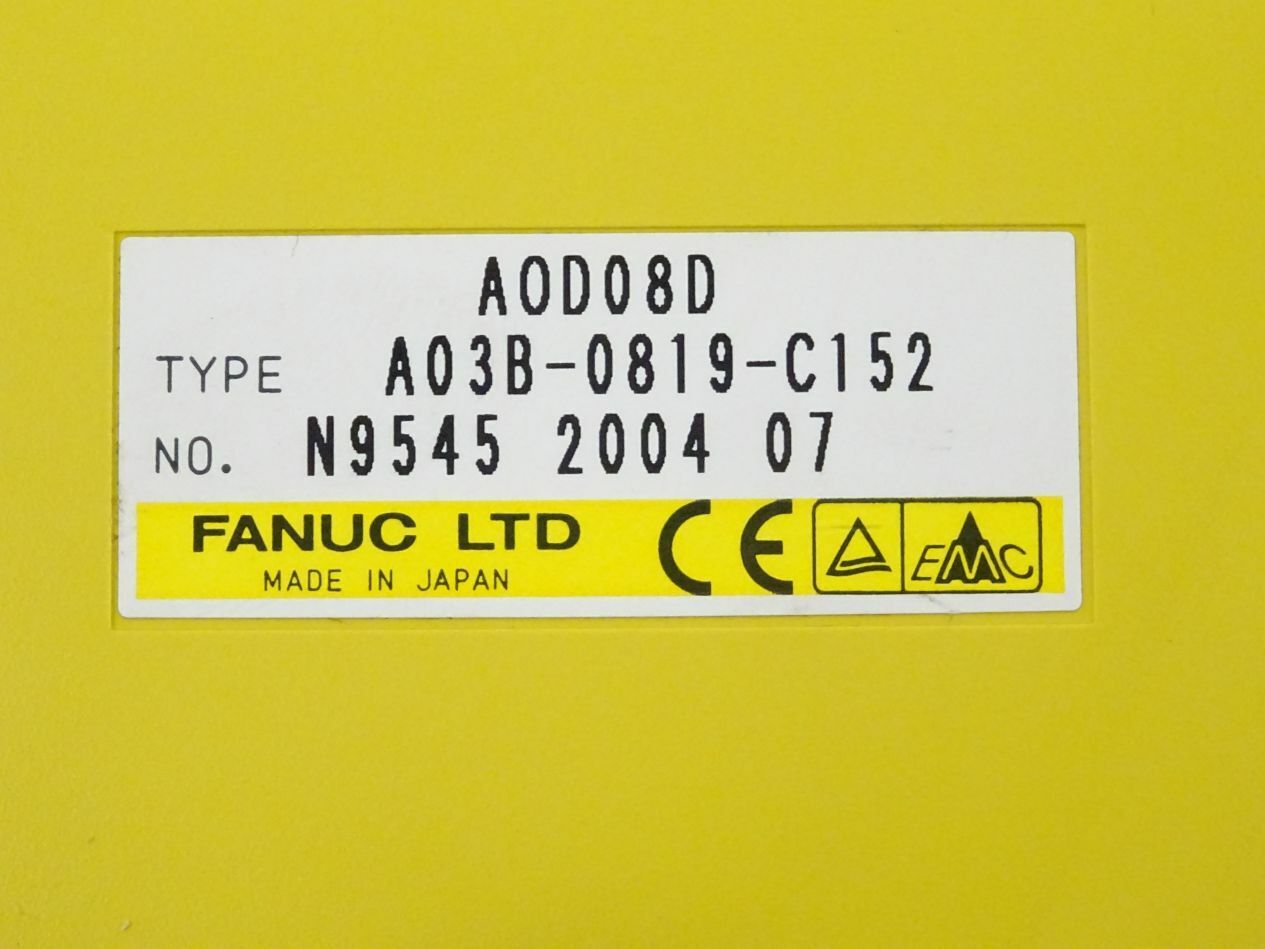 AOD08D
TYPE A03B-0819-C152
NO. N9545 2004 07
FANUC LTD CE
MADE IN JAPAN EMC